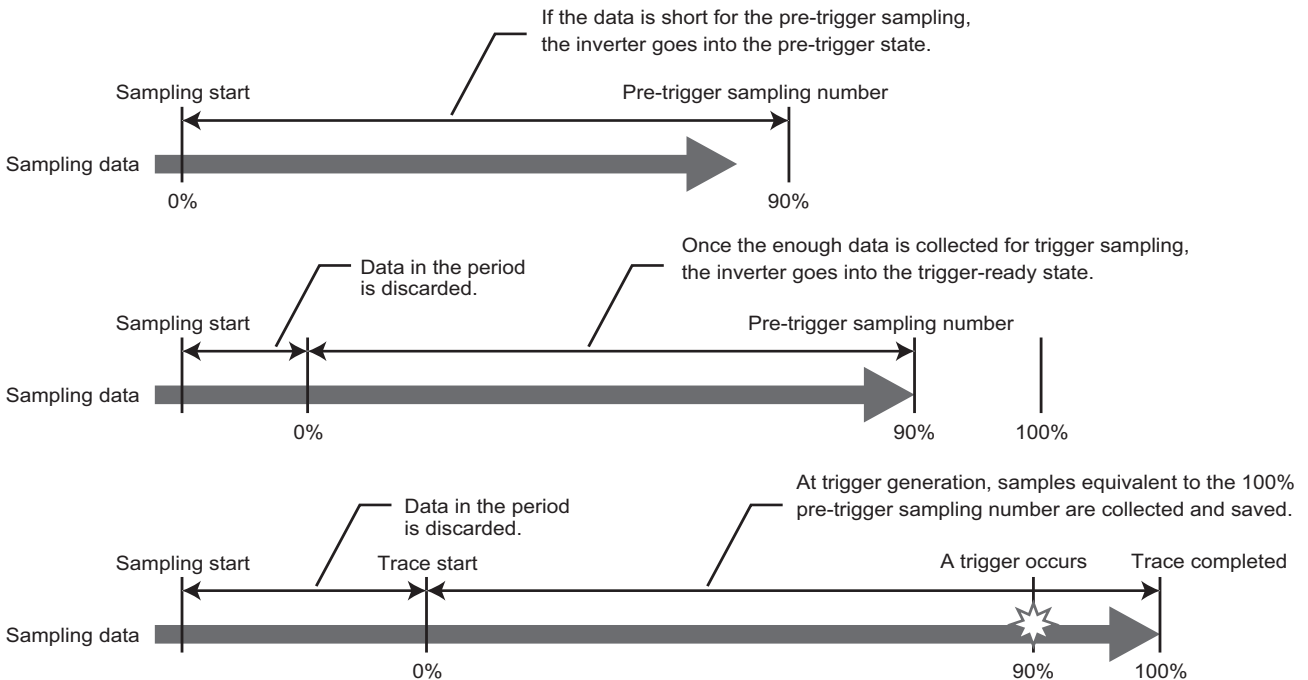 If the data is short for the pre-trigger sampling,
the inverter goes into the pre-trigger state.
Sampling start
Pre-trigger sampling number
Sampling data
0%
90%
Once the enough data is collected for trigger sampling,
the inverter goes into the trigger-ready state.
Data in the period
is discarded.
Sampling start
Pre-trigger sampling number
Sampling data
0%
90%
100%
At trigger generation, samples equivalent to the 100%
pre-trigger sampling number are collected and saved.
Data in the period
is discarded.
Sampling start
Trace start
A trigger occurs
Trace completed
Sampling data
0%
90%
100%